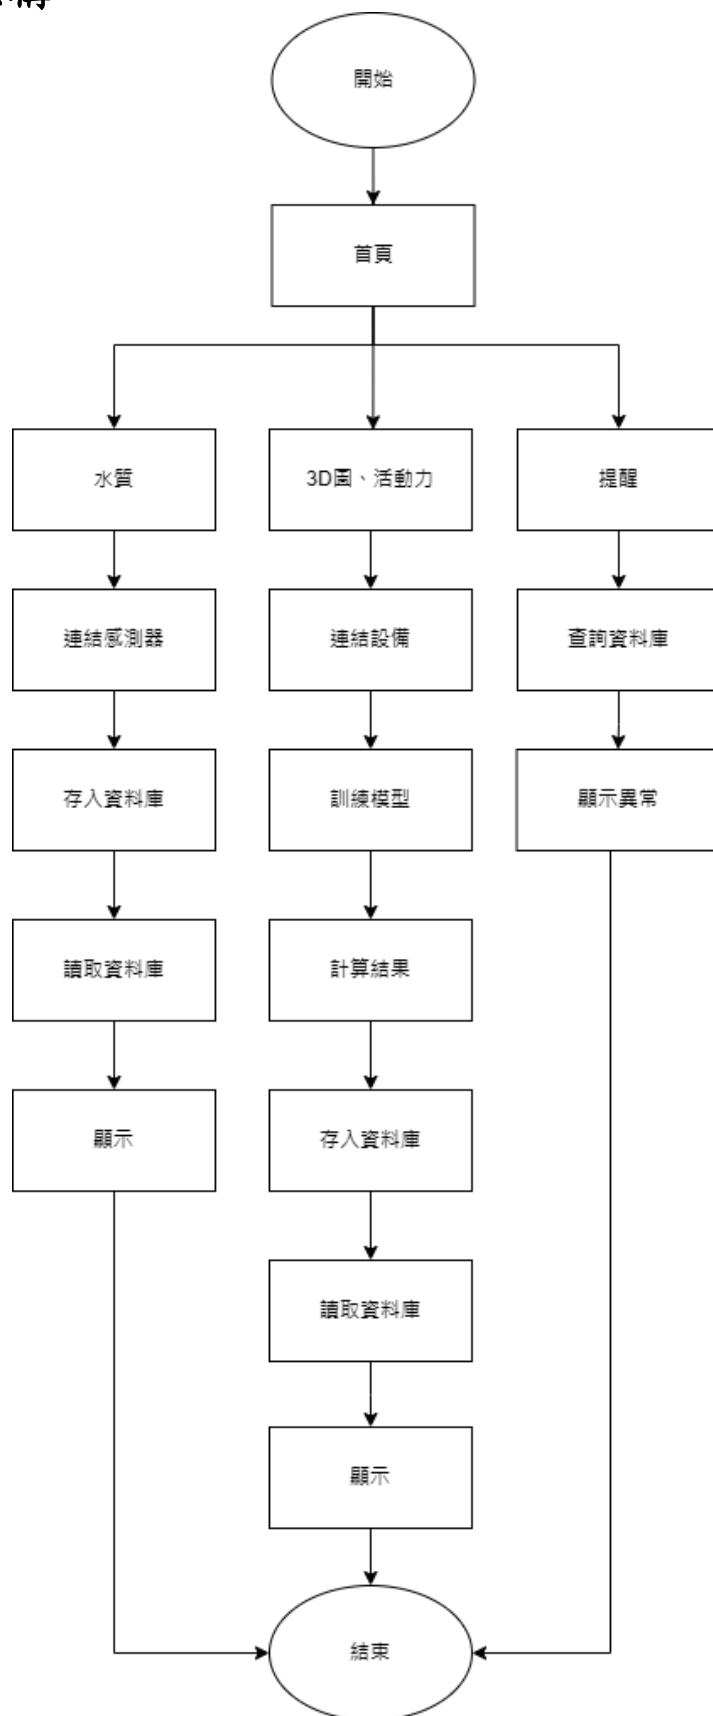 構
開始
首頁
水質
3D圖、活動力
提醒
連結感測器
連結設備
查詢資料庫
存入資料庫
訓練模型
顯示異常
讀取資料庫
計算結果
顯示
存入資料庫
讀取資料庫
顯示
結束